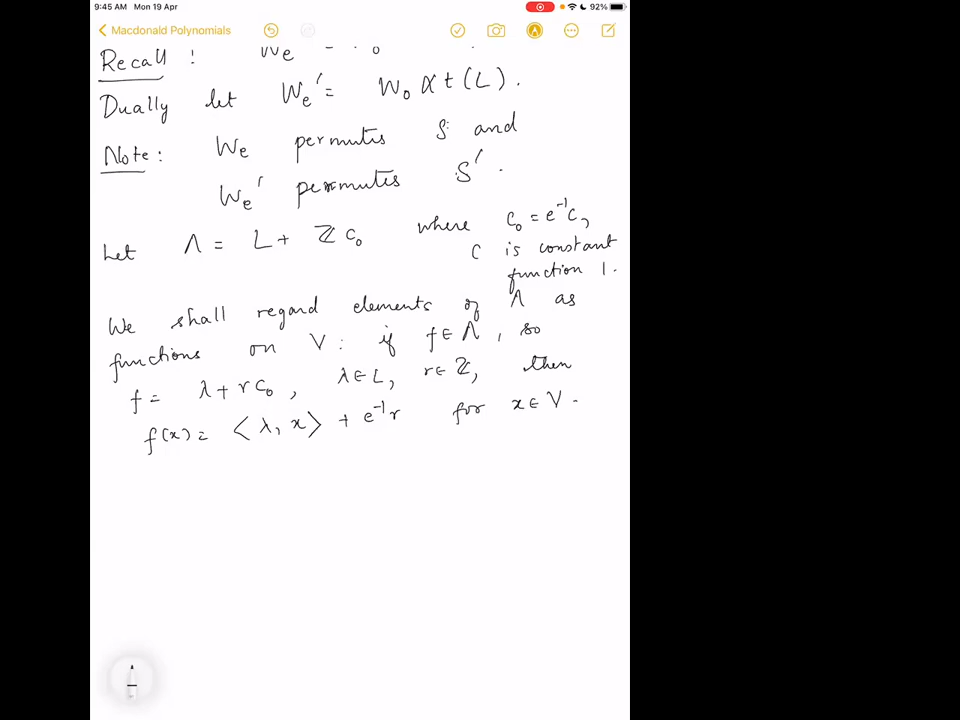 9:45 AM Mon 19 Apr
92%
Macdonald Polynomials
Recall : We =
Dually let We' = W₀ ⋉ t(L).
Note: We permutes S and
We' permutes S'.
Let Λ = L + ℤ c₀ where c₀ = e⁻¹c,
c is constant
function 1.
We shall regard elements of Λ as
functions on V : if f ∈ Λ, so
f = λ + r c₀, λ ∈ L, r ∈ ℤ, then
f(x) = < λ, x > + e⁻¹r for x ∈ V.